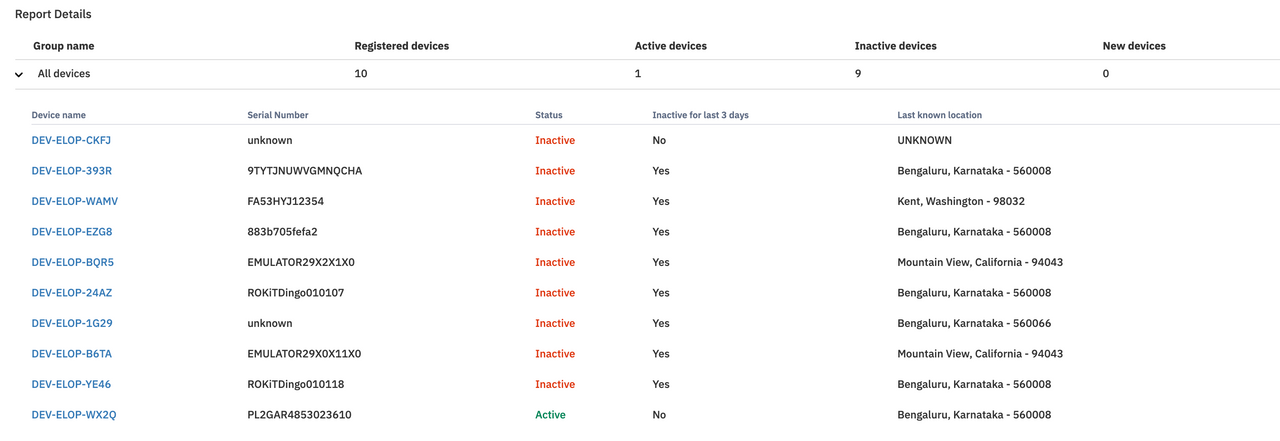 Report Details
Group name Registered devices Active devices Inactive devices New devices
All devices 10 1 9 0
Device name Serial Number Status Inactive for last 3 days Last known location
DEV-ELOP-CKFJ unknown Inactive No UNKNOWN
DEV-ELOP-393R 9TYTJNUWVGMNQCHA Inactive Yes Bengaluru, Karnataka - 560008
DEV-ELOP-WAMV FA53HYJ12354 Inactive Yes Kent, Washington - 98032
DEV-ELOP-EZG8 883b705fefa2 Inactive Yes Bengaluru, Karnataka - 560008
DEV-ELOP-BQR5 EMULATOR29X2X1X0 Inactive Yes Mountain View, California - 94043
DEV-ELOP-24AZ ROKiTDingo010107 Inactive Yes Bengaluru, Karnataka - 560008
DEV-ELOP-1G29 unknown Inactive Yes Bengaluru, Karnataka - 560066
DEV-ELOP-B6TA EMULATOR29X0X11X0 Inactive Yes Mountain View, California - 94043
DEV-ELOP-YE46 ROKiTDingo010118 Inactive Yes Bengaluru, Karnataka - 560008
DEV-ELOP-WX2Q PL2GAR4853023610 Active No Bengaluru, Karnataka - 560008